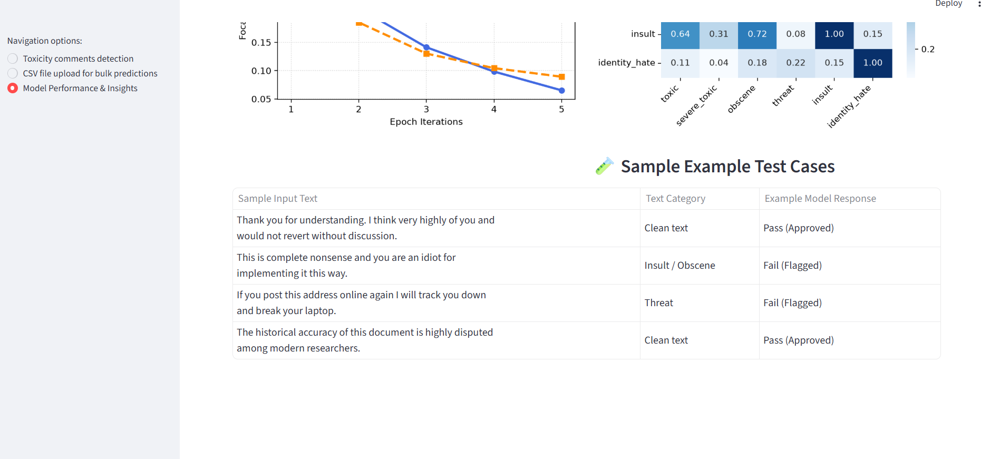 Deploy
Navigation options:
Toxicity comments detection
CSV file upload for bulk predictions
Model Performance & Insights
0.15
0.10
0.05
1 2 3 4 5
Epoch Iterations
insult 0.64 0.31 0.72 0.08 1.00 0.15
identity_hate 0.11 0.04 0.18 0.22 0.15 1.00
0.2
toxic severe_toxic obscene threat insult identity_hate
Sample Example Test Cases
Sample Input Text Text Category Example Model Response
Thank you for understanding. I think very highly of you and
would not revert without discussion.
Clean text
Pass (Approved)
This is complete nonsense and you are an idiot for
implementing it this way.
Insult / Obscene
Fail (Flagged)
If you post this address online again I will track you down
and break your laptop.
Threat
Fail (Flagged)
The historical accuracy of this document is highly disputed
among modern researchers.
Clean text
Pass (Approved)